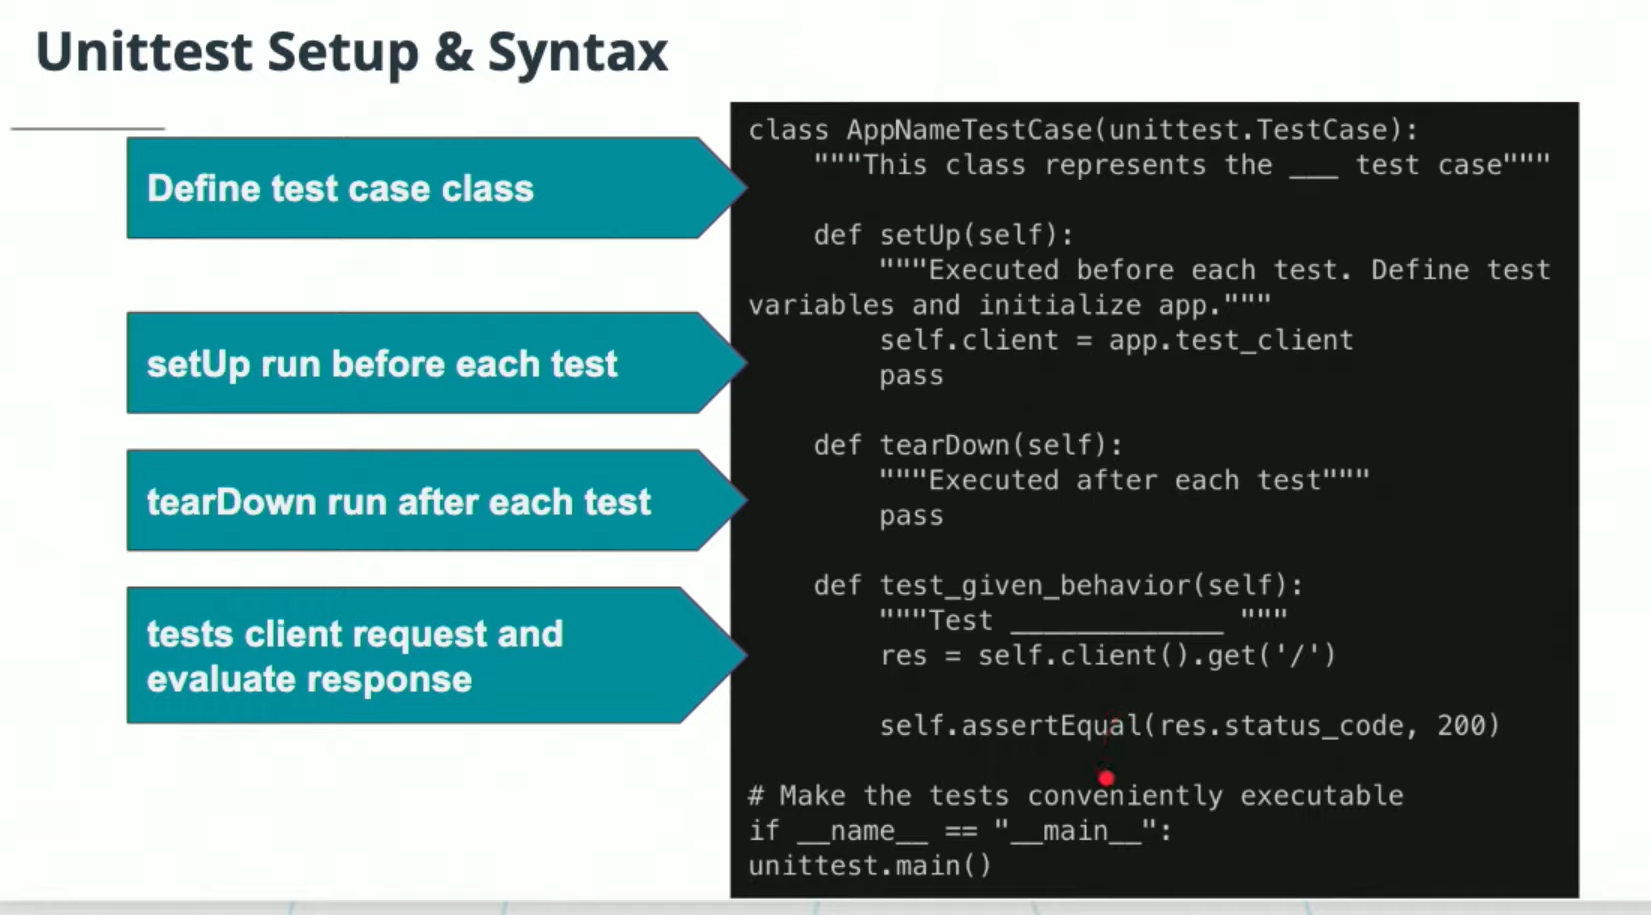 Unittest Setup & Syntax
Define test case class
setUp run before each test
tearDown run after each test
tests client request and
evaluate response
class AppNameTestCase(unittest.TestCase):
    """This class represents the ___ test case"""
    def setUp(self):
        """Executed before each test. Define test
variables and initialize app."""
        self.client = app.test_client
        pass
    def tearDown(self):
        """Executed after each test"""
        pass
    def test_given_behavior(self):
        """Test _____________ """
        res = self.client().get('/')
        self.assertEqual(res.status_code, 200)
# Make the tests conveniently executable
if __name__ == "__main__":
unittest.main()